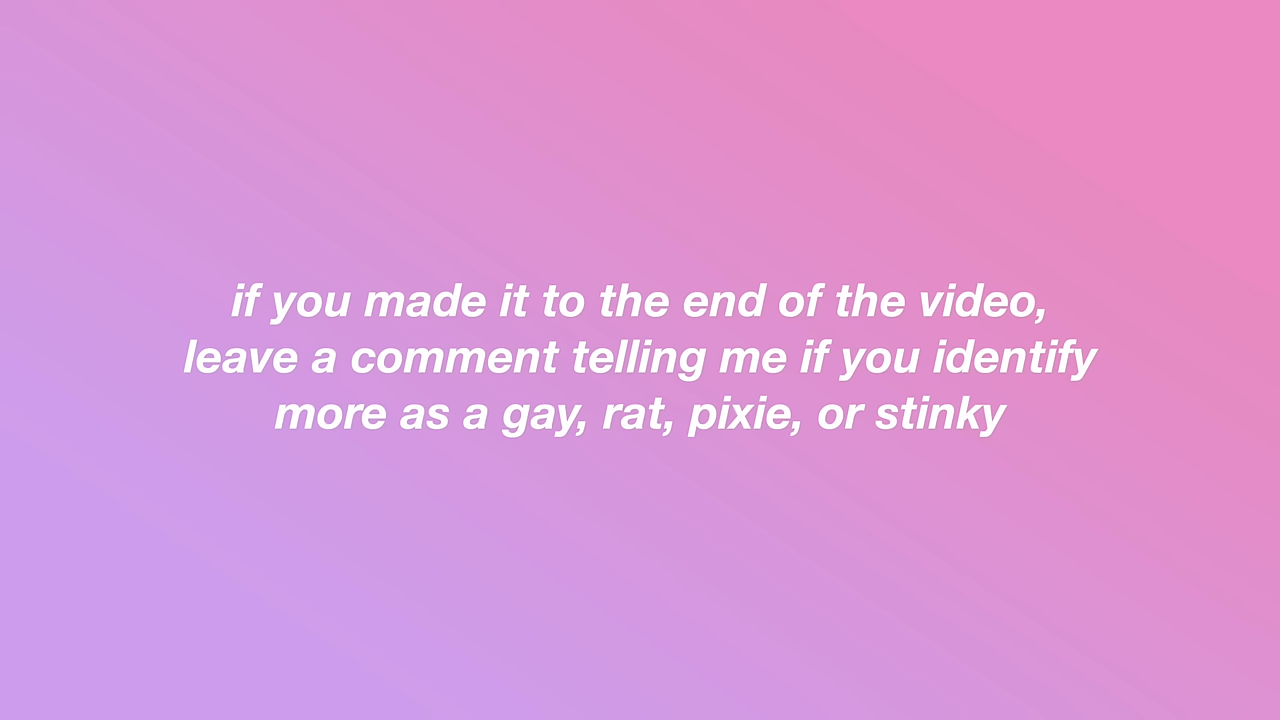 if you made it to the end of the video,
leave a comment telling me if you identify
more as a gay, rat, pixie, or stinky